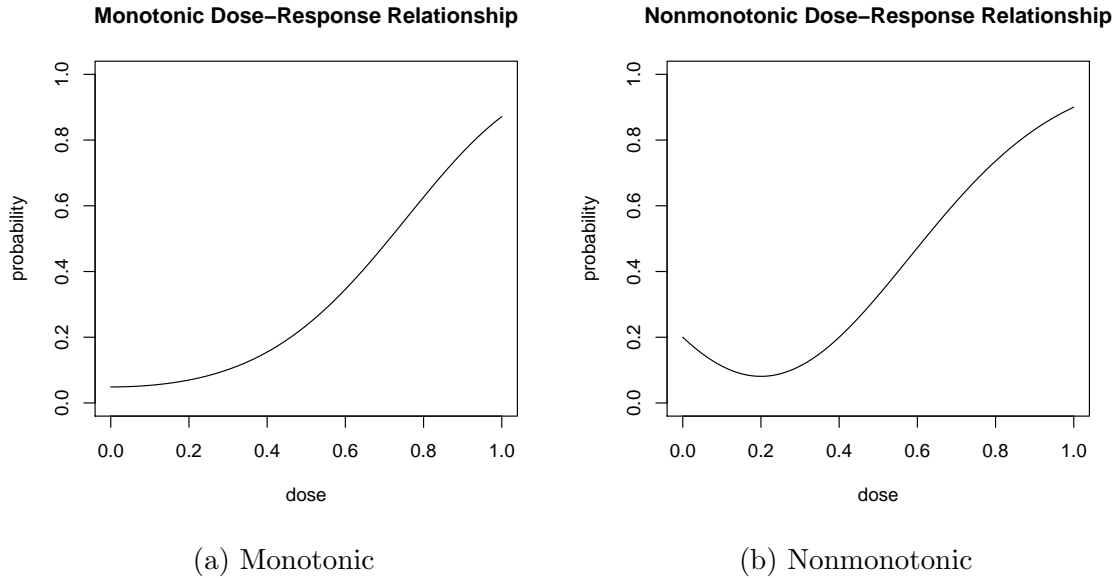 Monotonic Dose−Response Relationship
probability
1.0
0.8
0.6
0.4
0.2
0.0
0.0 0.2 0.4 0.6 0.8 1.0
dose
(a) Monotonic
Nonmonotonic Dose−Response Relationship
probability
1.0
0.8
0.6
0.4
0.2
0.0
0.0 0.2 0.4 0.6 0.8 1.0
dose
(b) Nonmonotonic